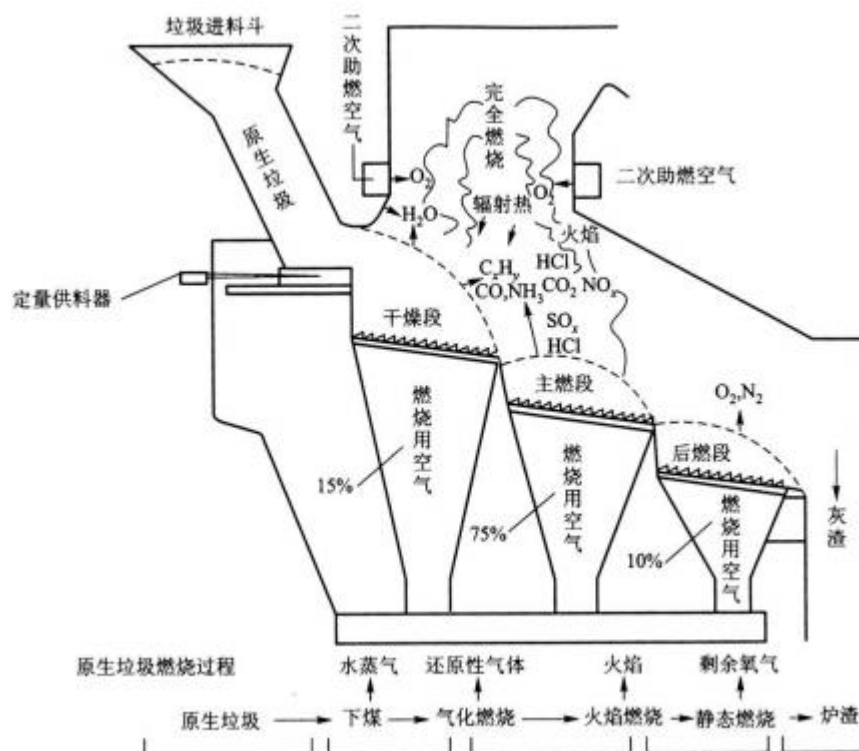 垃圾进料斗
二次助燃空气
完全燃烧
原生垃圾
O₂
O₂
二次助燃空气
H₂O
辐射热
火焰
CₓHᵧ
HCl
CO,NH₃
CO₂
NOₓ
定量供料器
干燥段
SOₓ
HCl
主燃段
O₂,N₂
后燃段
燃烧用空气
15%
燃烧用空气
75%
燃烧用空气
10%
灰渣
原生垃圾燃烧过程
水蒸气
还原性气体
火焰
剩余氧气
原生垃圾
下煤
气化燃烧
火焰燃烧
静态燃烧
炉渣